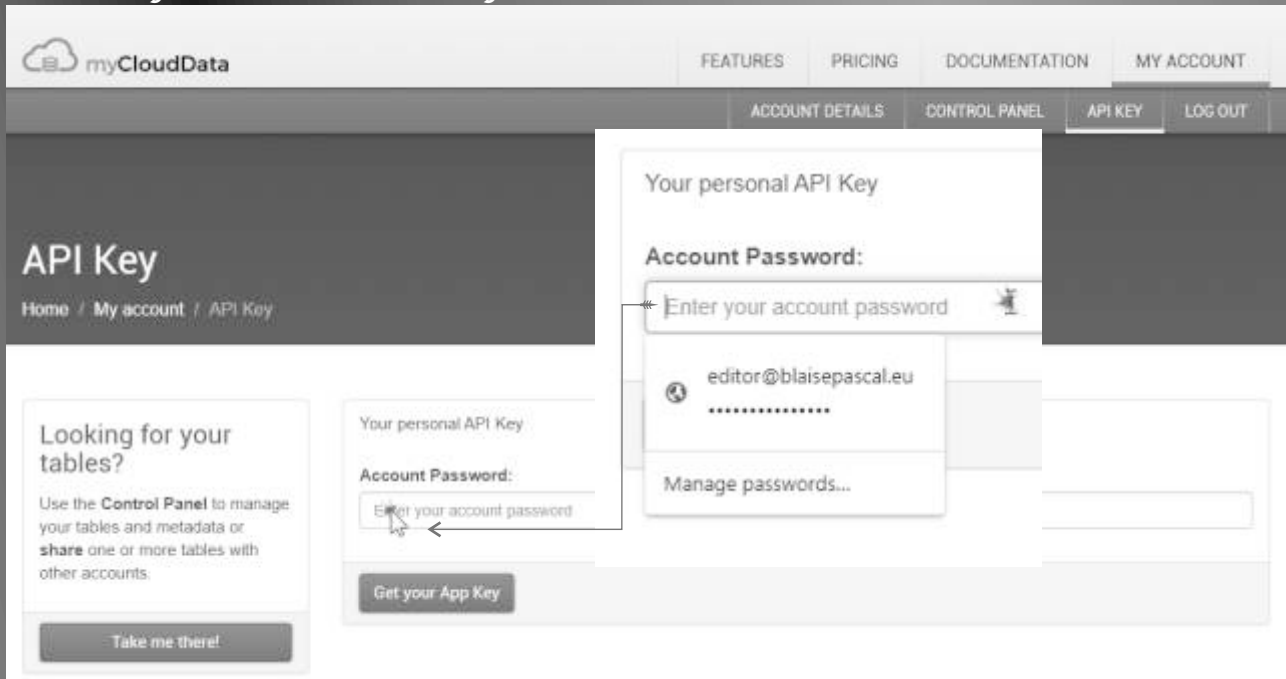 myCloudData
FEATURES PRICING DOCUMENTATION MY ACCOUNT
ACCOUNT DETAILS CONTROL PANEL API KEY LOG OUT
API Key
Home / My account / API Key
Your personal API Key
Account Password:
Enter your account password
editor@blaisepascal.eu
•••••••••••••••
Manage passwords...
Looking for your
tables?
Use the Control Panel to manage
your tables and metadata or
share one or more tables with
other accounts.
Take me there!
Your personal API Key
Account Password:
Enter your account password
Get your App Key